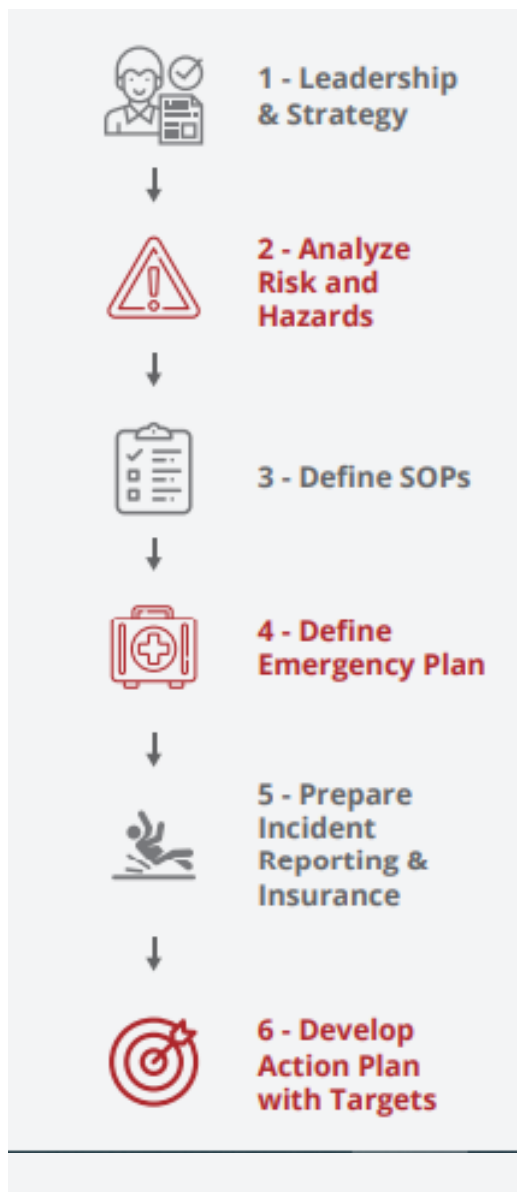 1 - Leadership
& Strategy
2 - Analyze
Risk and
Hazards
3 - Define SOPs
4 - Define
Emergency Plan
5 - Prepare
Incident
Reporting &
Insurance
6 - Develop
Action Plan
with Targets